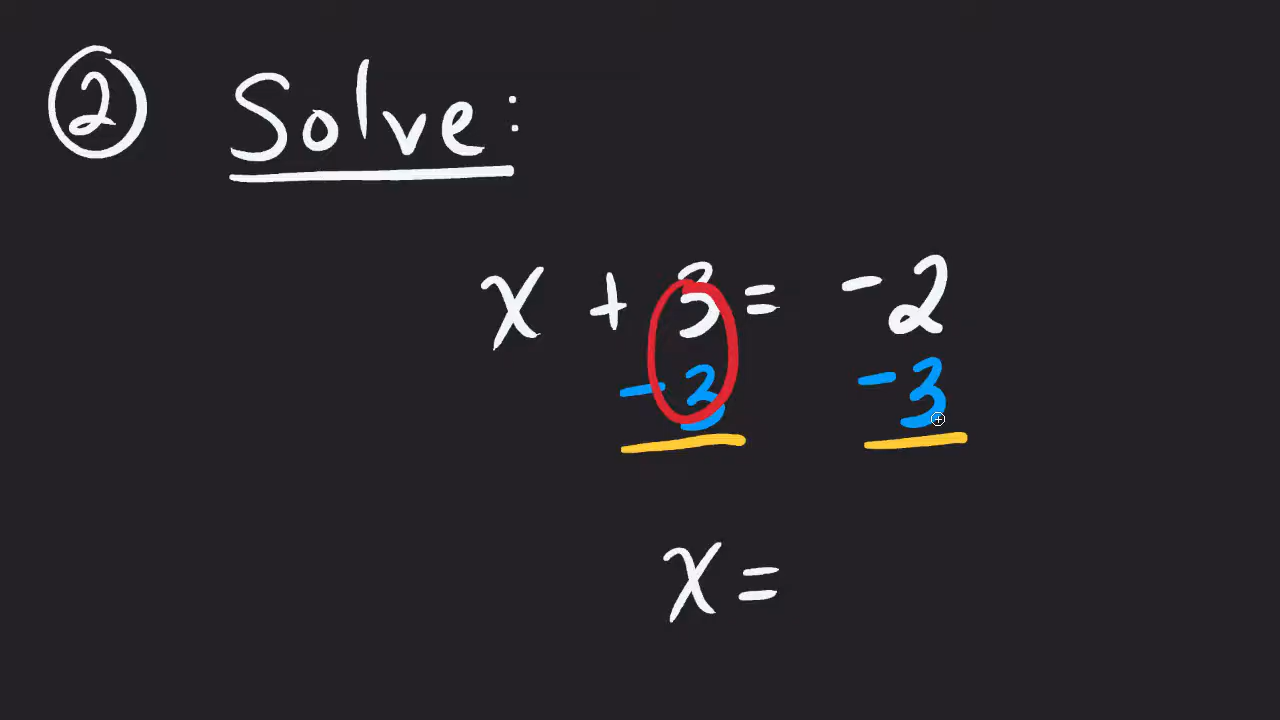 ② Solve:
x + 3 = -2
-3 -3
x =